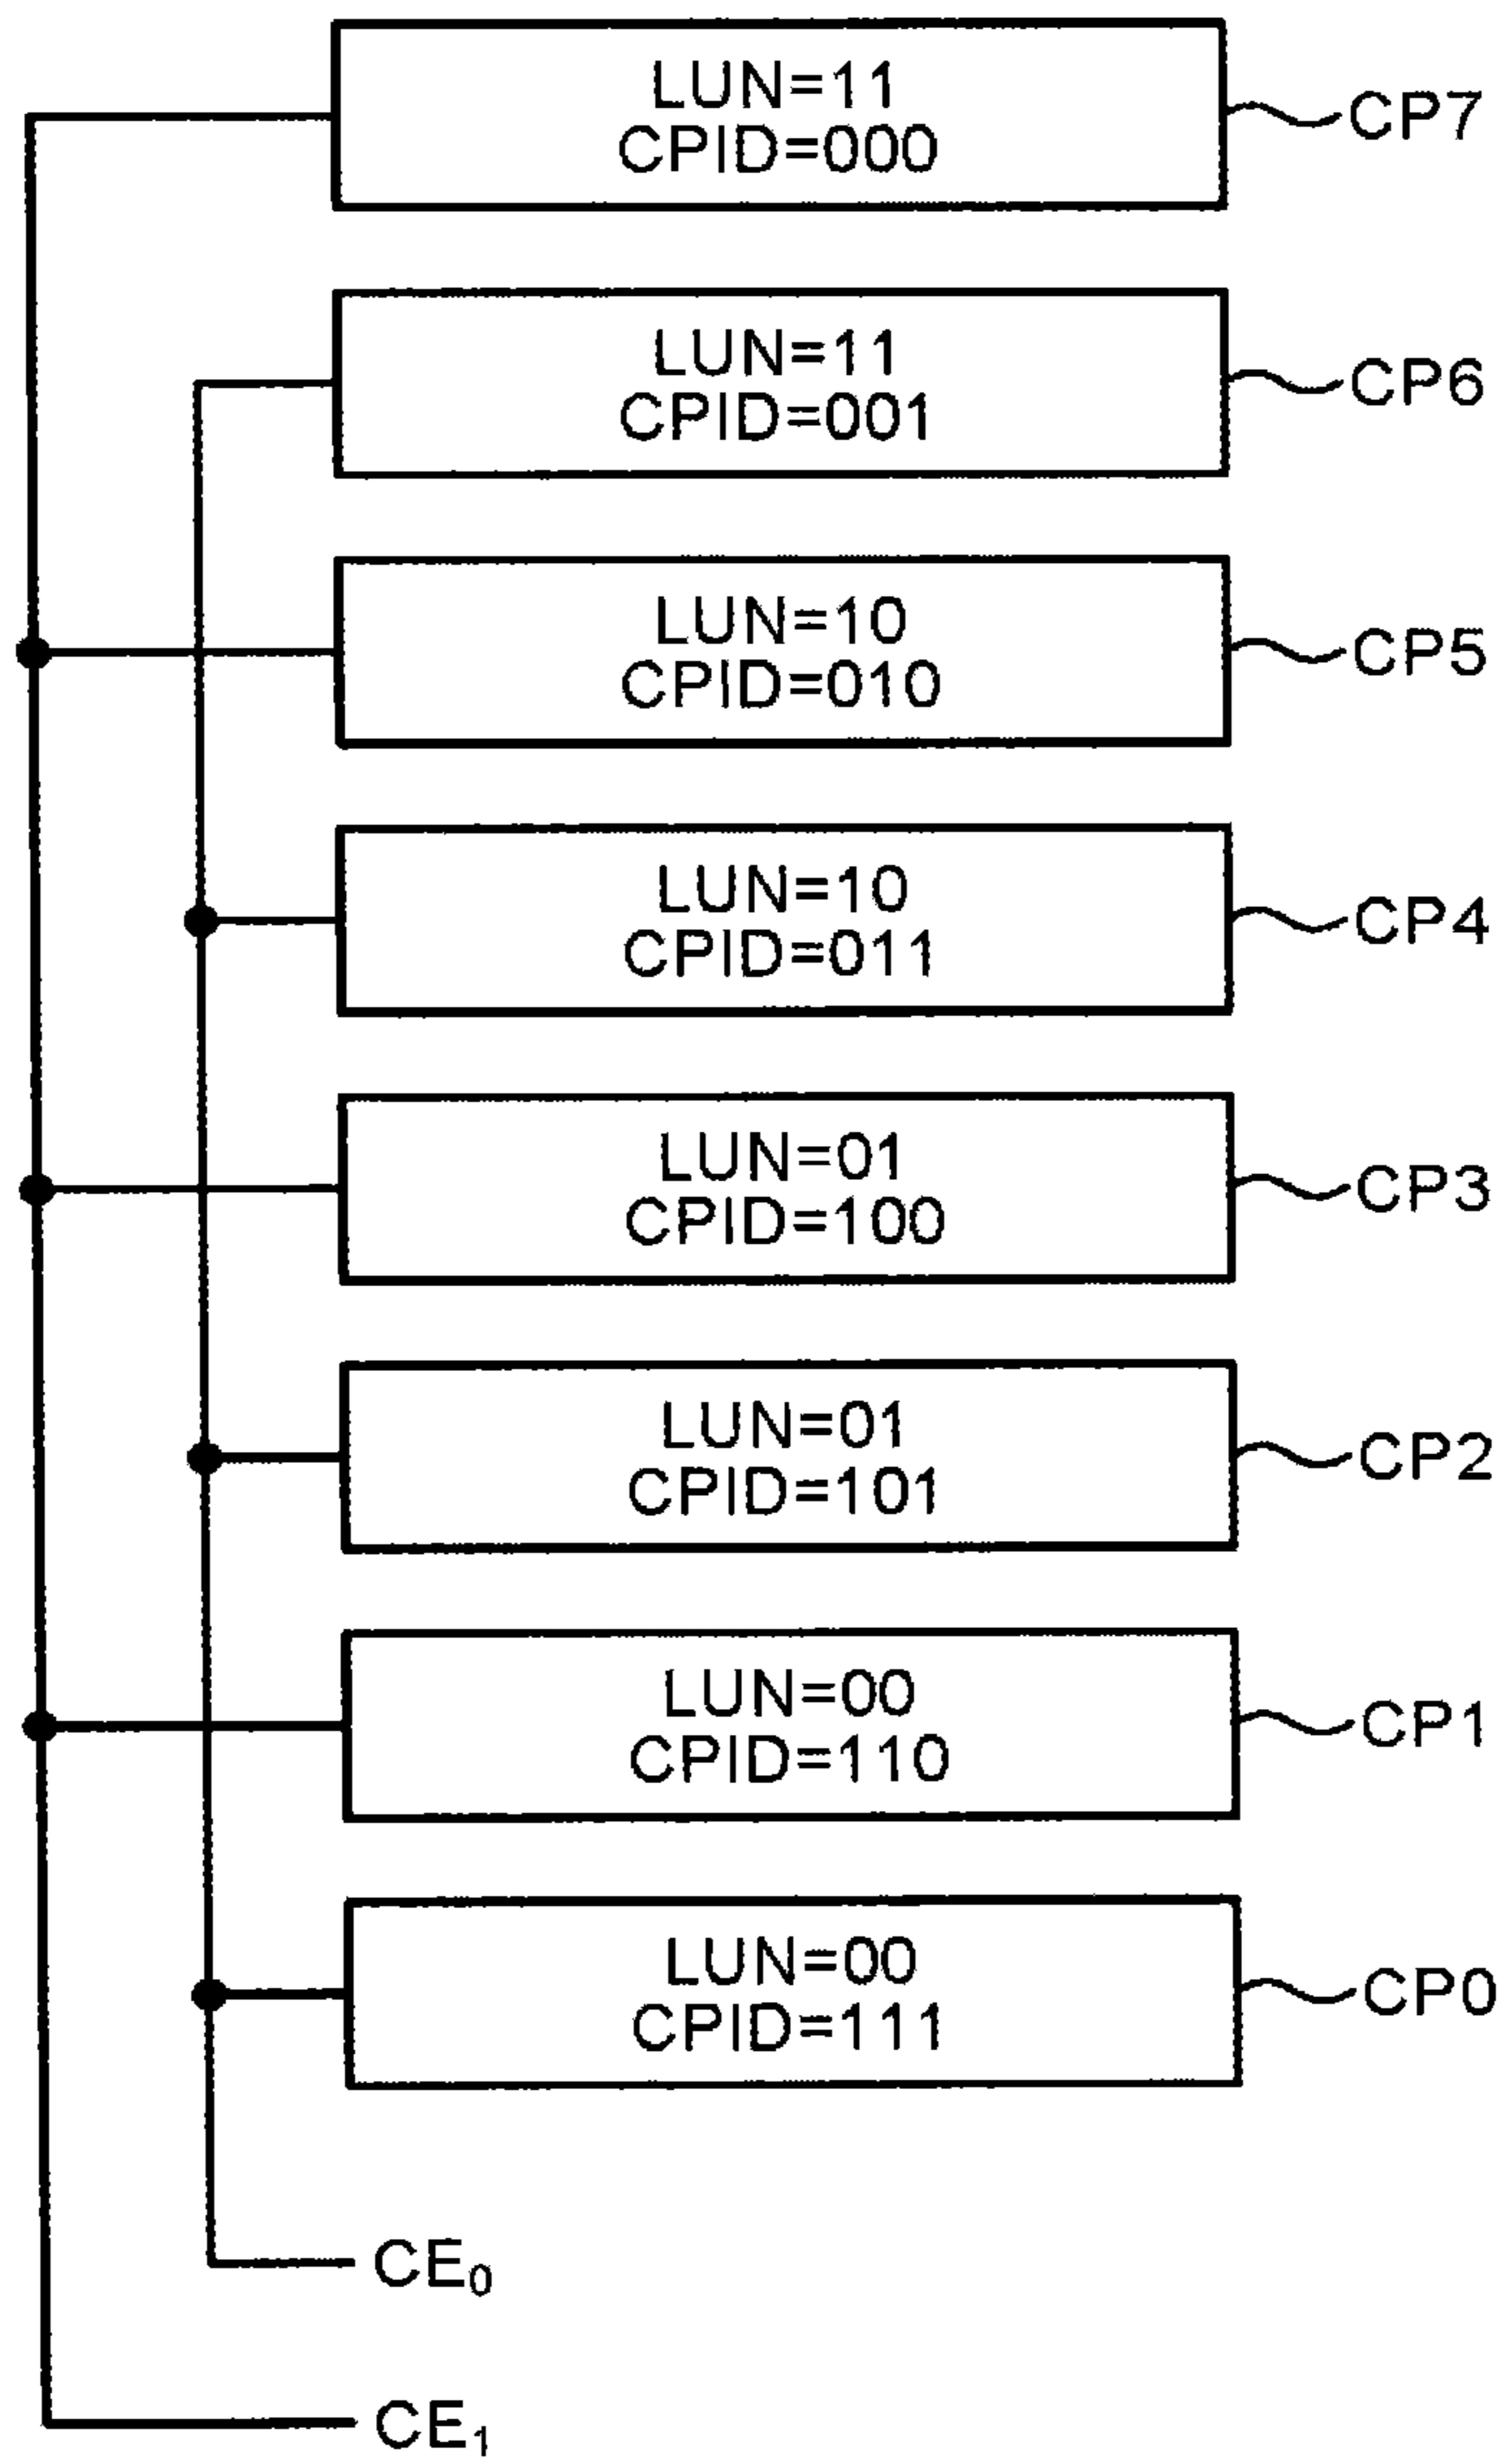 LUN=11
CPID=000
CP7
LUN=11
CPID=001
CP6
LUN=10
CPID=010
CP5
LUN=10
CPID=011
CP4
LUN=01
CPID=100
CP3
LUN=01
CPID=101
CP2
LUN=00
CPID=110
CP1
LUN=00
CPID=111
CP0
CE₀
CE₁